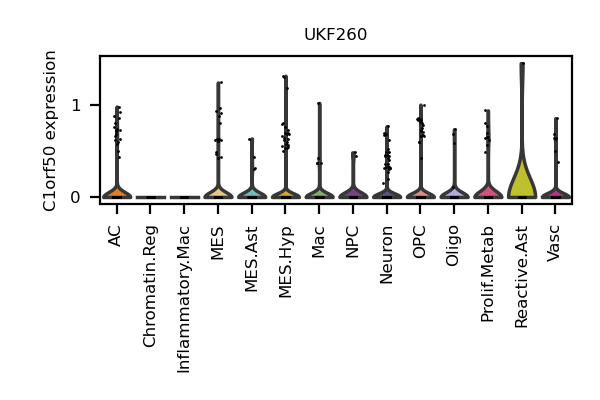 UKF260
C1orf50 expression
1
0
AC
Chromatin.Reg
Inflammatory.Mac
MES
MES.Ast
MES.Hyp
Mac
NPC
Neuron
OPC
Oligo
Prolif.Metab
Reactive.Ast
Vasc